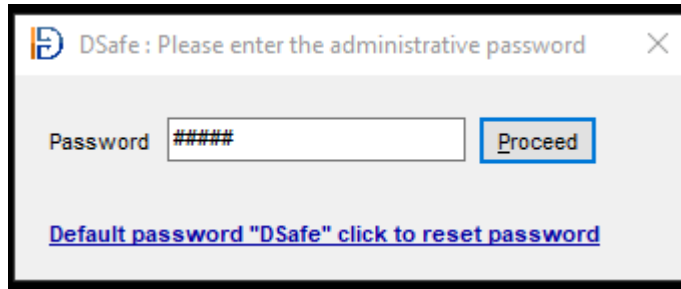 DSafe : Please enter the administrative password
Password ##### Proceed
Default password "DSafe" click to reset password